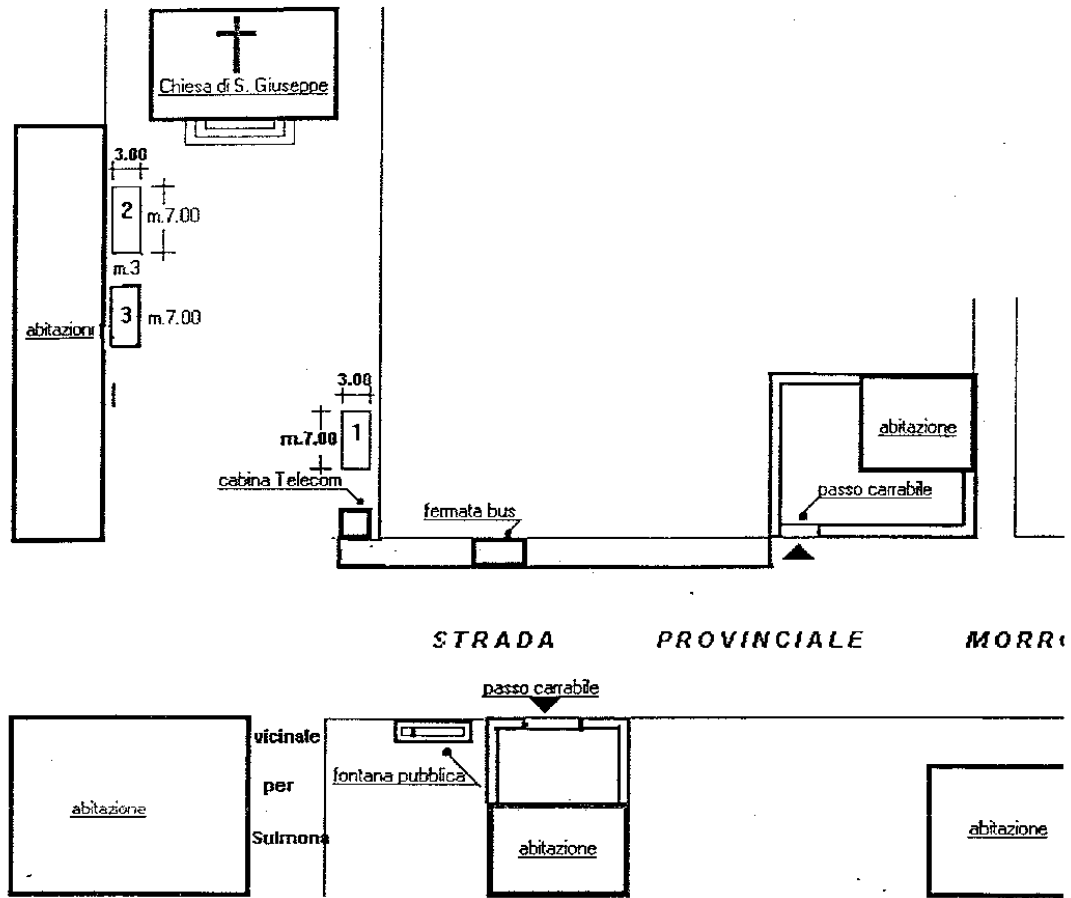 Chiesa di S. Giuseppe
3.00
2
m.7.00
m.3
3
m.7.00
abitazioni
3.00
m.7.00
1
cabina Telecom
fermata bus
abitazione
passo carrabile
STRADA PROVINCIALE
passo carrabile
vicinale
per
Sulmona
fontana pubblica
abitazione
abitazione
abitazione